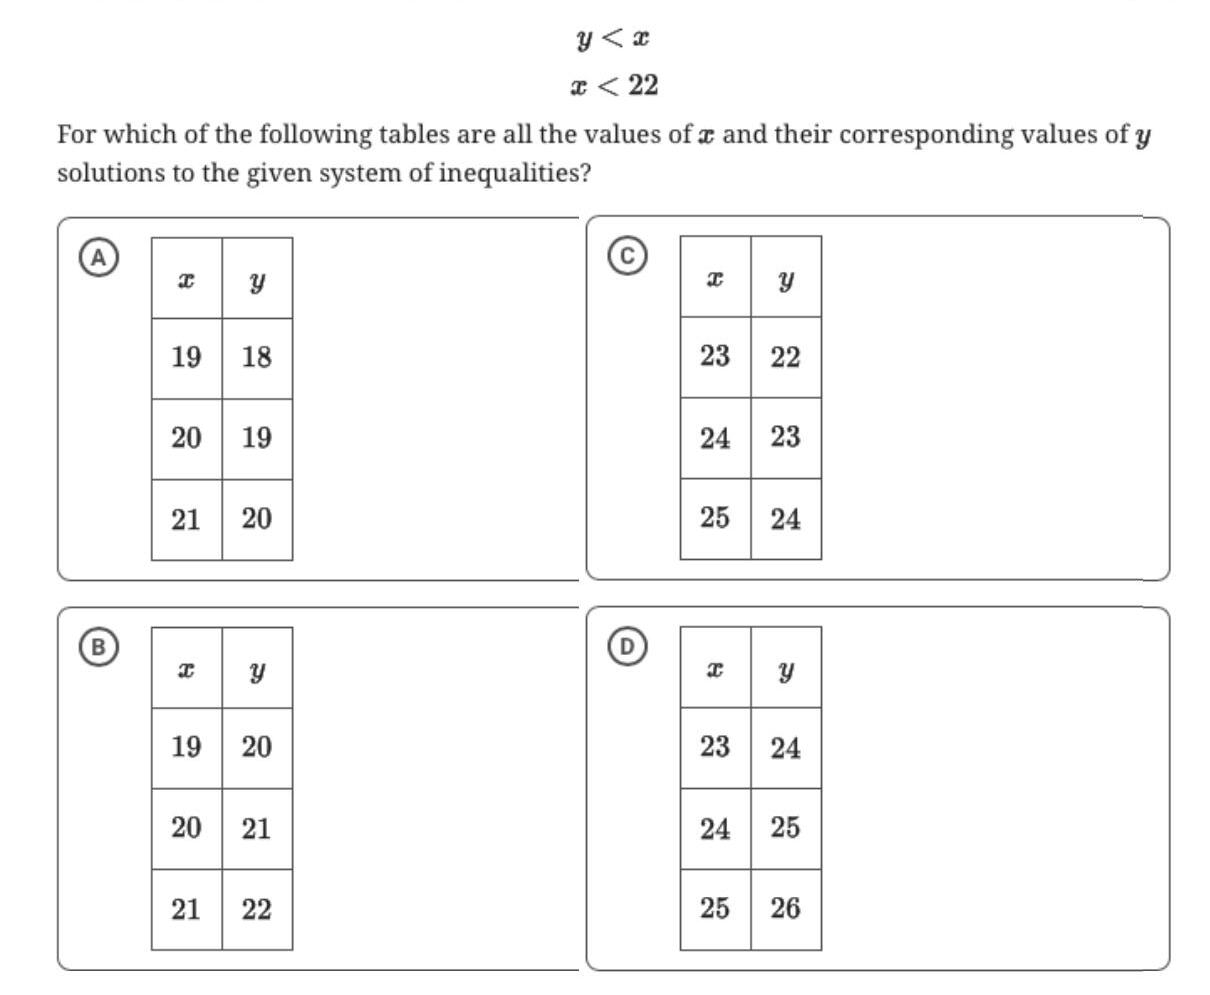 y < x
x < 22
For which of the following tables are all the values of x and their corresponding values of y
solutions to the given system of inequalities?
A
x y
19 18
20 19
21 20
B
x y
19 20
20 21
21 22
C
x y
23 22
24 23
25 24
D
x y
23 24
24 25
25 26